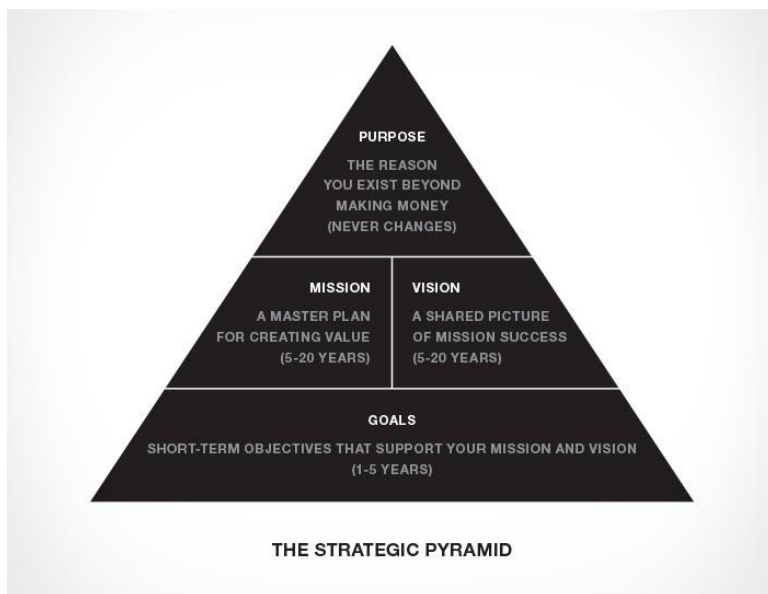 PURPOSE
THE REASON
YOU EXIST BEYOND
MAKING MONEY
(NEVER CHANGES)
MISSION
A MASTER PLAN
FOR CREATING VALUE
(5-20 YEARS)
VISION
A SHARED PICTURE
OF MISSION SUCCESS
(5-20 YEARS)
GOALS
SHORT-TERM OBJECTIVES THAT SUPPORT YOUR MISSION AND VISION
(1-5 YEARS)
THE STRATEGIC PYRAMID